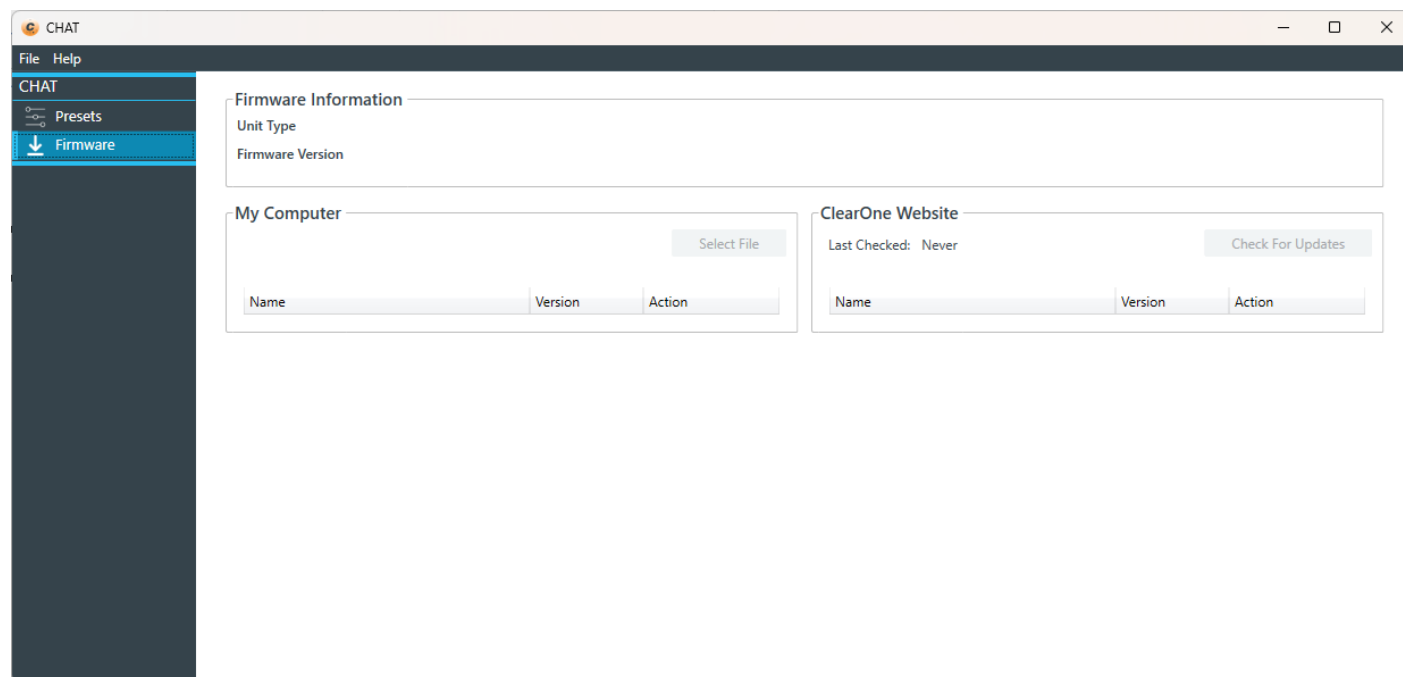 CHAT
File Help
CHAT
Presets
Firmware
Firmware Information
Unit Type
Firmware Version
My Computer
Select File
Name Version Action
ClearOne Website
Last Checked: Never Check For Updates
Name Version Action